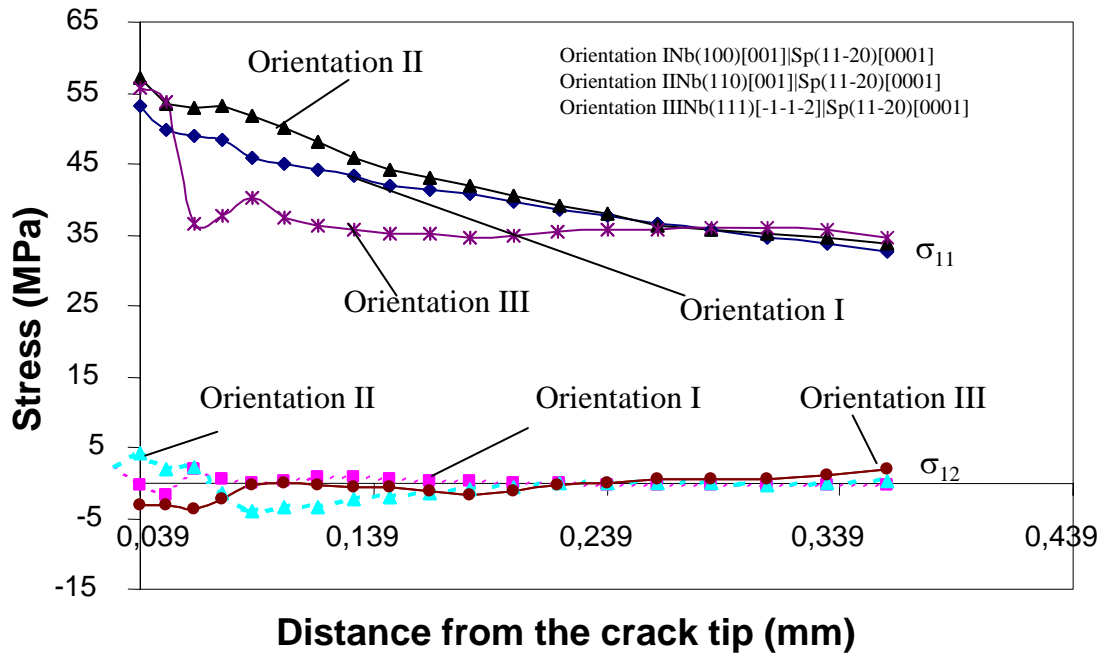 65
55
45
35
25
15
5
-5
-15
Stress (MPa)
Orientation II
Orientation INb(100)[001]|Sp(11-20)[0001]
Orientation IINb(110)[001]|Sp(11-20)[0001]
Orientation IIINb(111)[-1-1-2]|Sp(11-20)[0001]
σ11
Orientation III
Orientation I
Orientation II
Orientation I
Orientation III
σ12
0,039
0,139
0,239
0,339
0,439
Distance from the crack tip (mm)